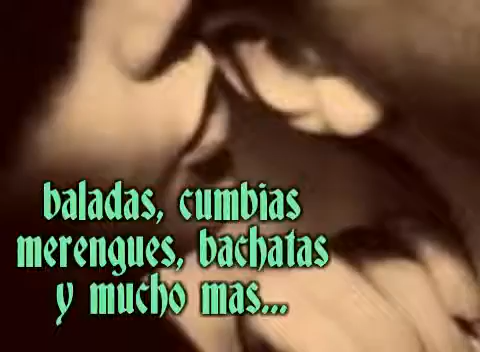 baladas, cumbias
merengues, bachatas
y mucho mas...